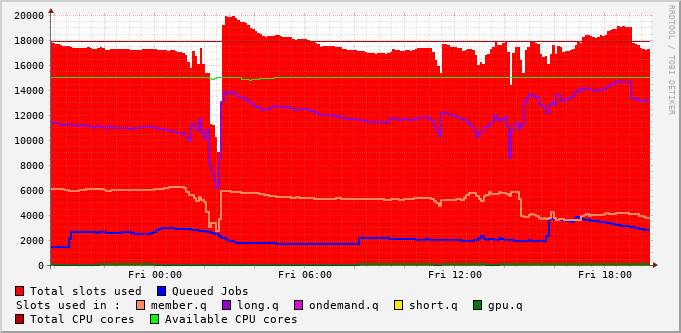 RRDTOOL / TOBI OETIKER
20000
18000
16000
14000
12000
10000
8000
6000
4000
2000
0
Fri 00:00 Fri 06:00 Fri 12:00 Fri 18:00
Total slots used Queued Jobs
Slots used in : member.q long.q ondemand.q short.q gpu.q
Total CPU cores Available CPU cores